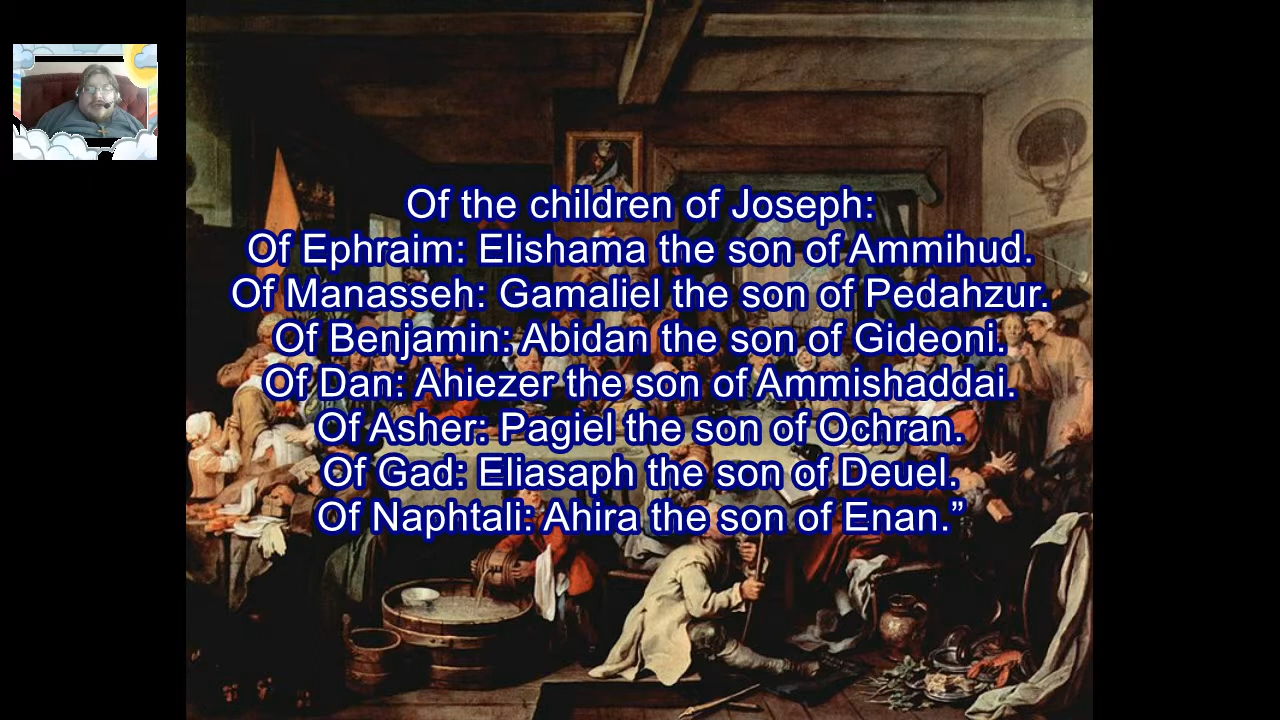 Of the children of Joseph:
Of Ephraim: Elishama the son of Ammihud.
Of Manasseh: Gamaliel the son of Pedahzur.
Of Benjamin: Abidan the son of Gideoni.
Of Dan: Ahiezer the son of Ammishaddai.
Of Asher: Pagiel the son of Ochran.
Of Gad: Eliasaph the son of Deuel.
Of Naphtali: Ahira the son of Enan.”